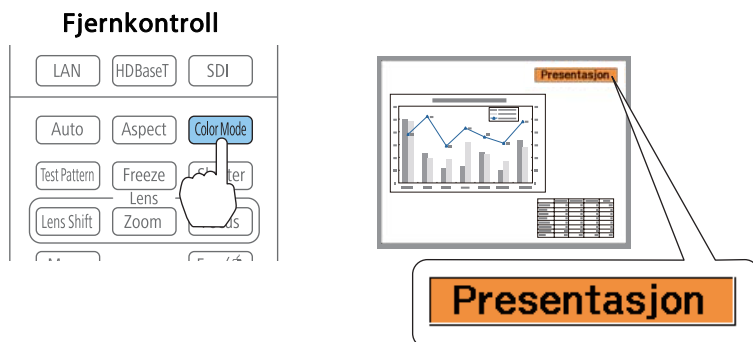 Fjernkontroll
LAN HDBaseT SDI
Auto Aspect Color Mode
Test Pattern Freeze
Lens
Lens Shift Zoom
Presentasjon
Presentasjon